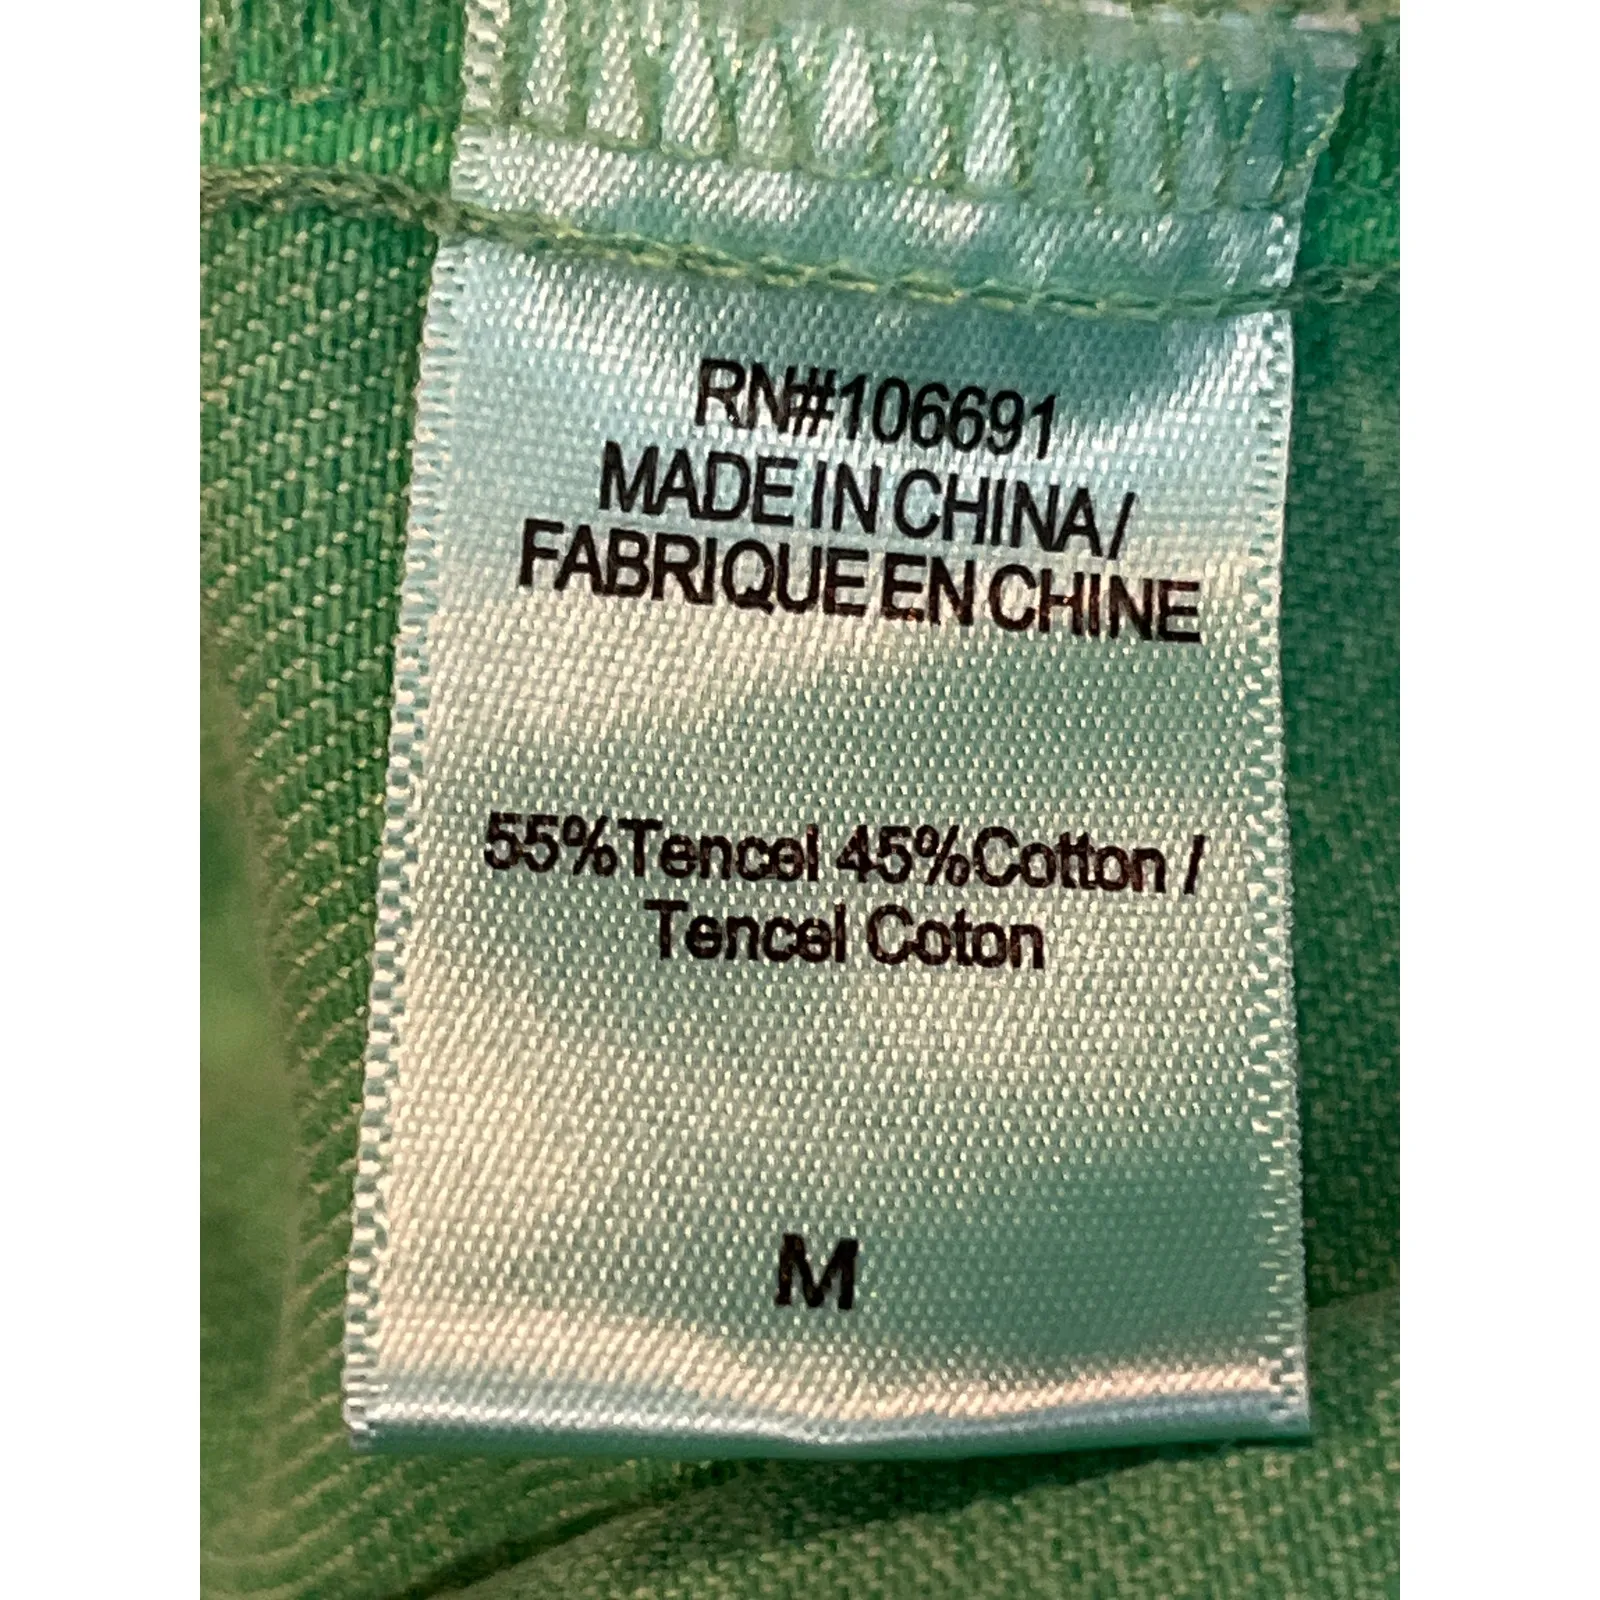 RN#106691
MADE IN CHINA/
FABRIQUE EN CHINE
55%Tencel 45%Cotton /
Tencel Coton
M